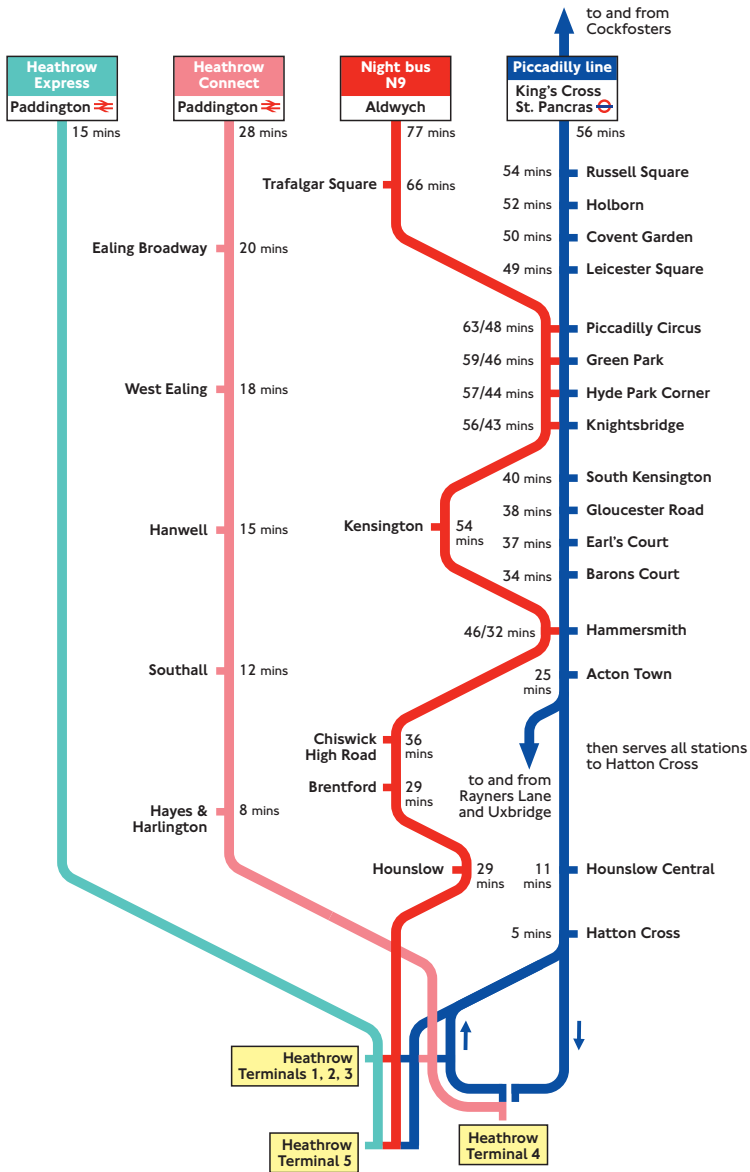 to and from
Cockfosters
Heathrow
Express
Paddington
15 mins
Heathrow
Connect
Paddington
28 mins
Night bus
N9
Aldwych
77 mins
Piccadilly line
King's Cross
St. Pancras
56 mins
Trafalgar Square
66 mins
54 mins
Russell Square
52 mins
Holborn
Ealing Broadway
20 mins
50 mins
Covent Garden
49 mins
Leicester Square
63/48 mins
Piccadilly Circus
59/46 mins
Green Park
West Ealing
18 mins
57/44 mins
Hyde Park Corner
56/43 mins
Knightsbridge
40 mins
South Kensington
38 mins
Gloucester Road
Hanwell
15 mins
Kensington
54
mins
37 mins
Earl's Court
34 mins
Barons Court
46/32 mins
Hammersmith
Southall
12 mins
25
mins
Acton Town
Chiswick
High Road
36
mins
then serves all stations
to Hatton Cross
Brentford
29
mins
to and from
Rayners Lane
and Uxbridge
Hayes &
Harlington
8 mins
Hounslow
29
mins
11
mins
Hounslow Central
5 mins
Hatton Cross
Heathrow
Terminals 1, 2, 3
Heathrow
Terminal 5
Heathrow
Terminal 4